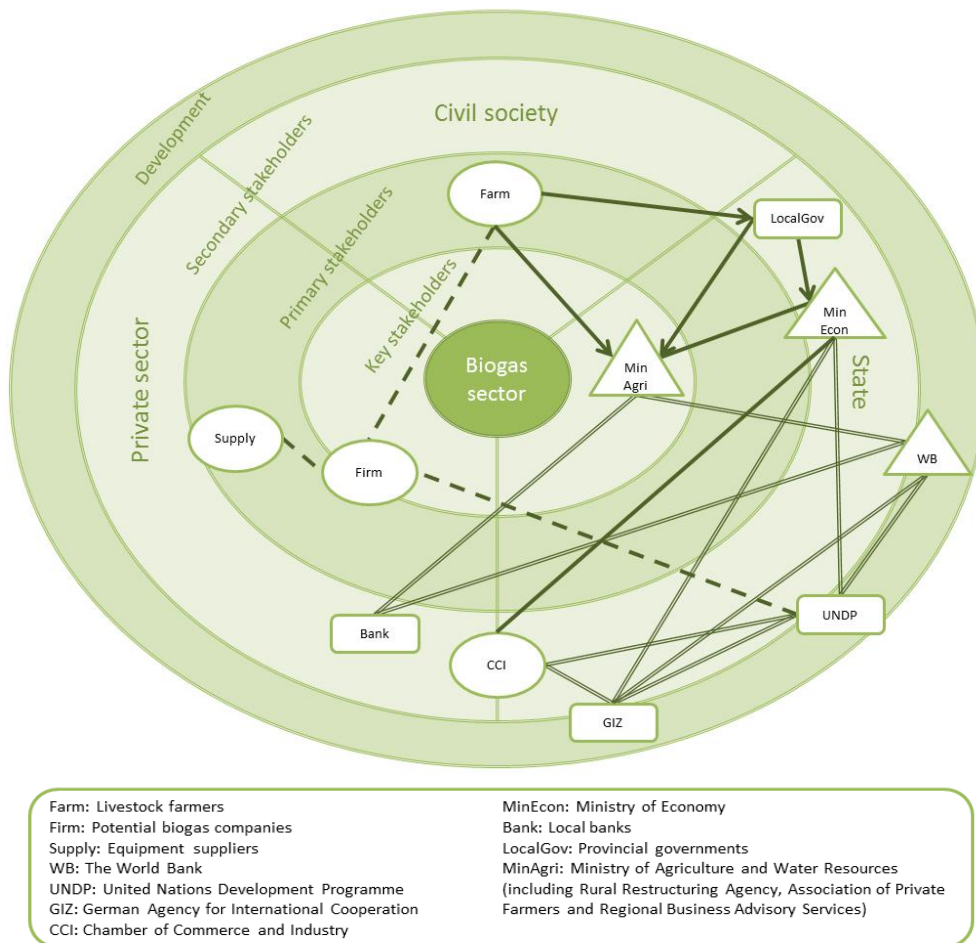 Development
Civil society
Secondary stakeholders
Farm
LocalGov
Primary stakeholders
Key stakeholders
Min
Econ
Biogas
sector
Min
Agri
State
Private sector
Supply
Firm
WB
Bank
UNDP
CCI
GIZ
Farm: Livestock farmers
Firm: Potential biogas companies
Supply: Equipment suppliers
WB: The World Bank
UNDP: United Nations Development Programme
GIZ: German Agency for International Cooperation
CCI: Chamber of Commerce and Industry
MinEcon: Ministry of Economy
Bank: Local banks
LocalGov: Provincial governments
MinAgri: Ministry of Agriculture and Water Resources
(including Rural Restructuring Agency, Association of Private
Farmers and Regional Business Advisory Services)